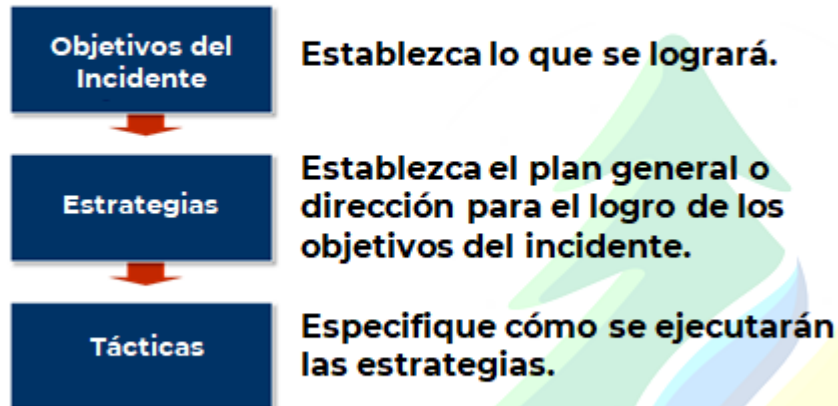 Objetivos del
Incidente
Establezca lo que se logrará.
Estrategias
Establezca el plan general o
dirección para el logro de los
objetivos del incidente.
Tácticas
Especifique cómo se ejecutarán
las estrategias.